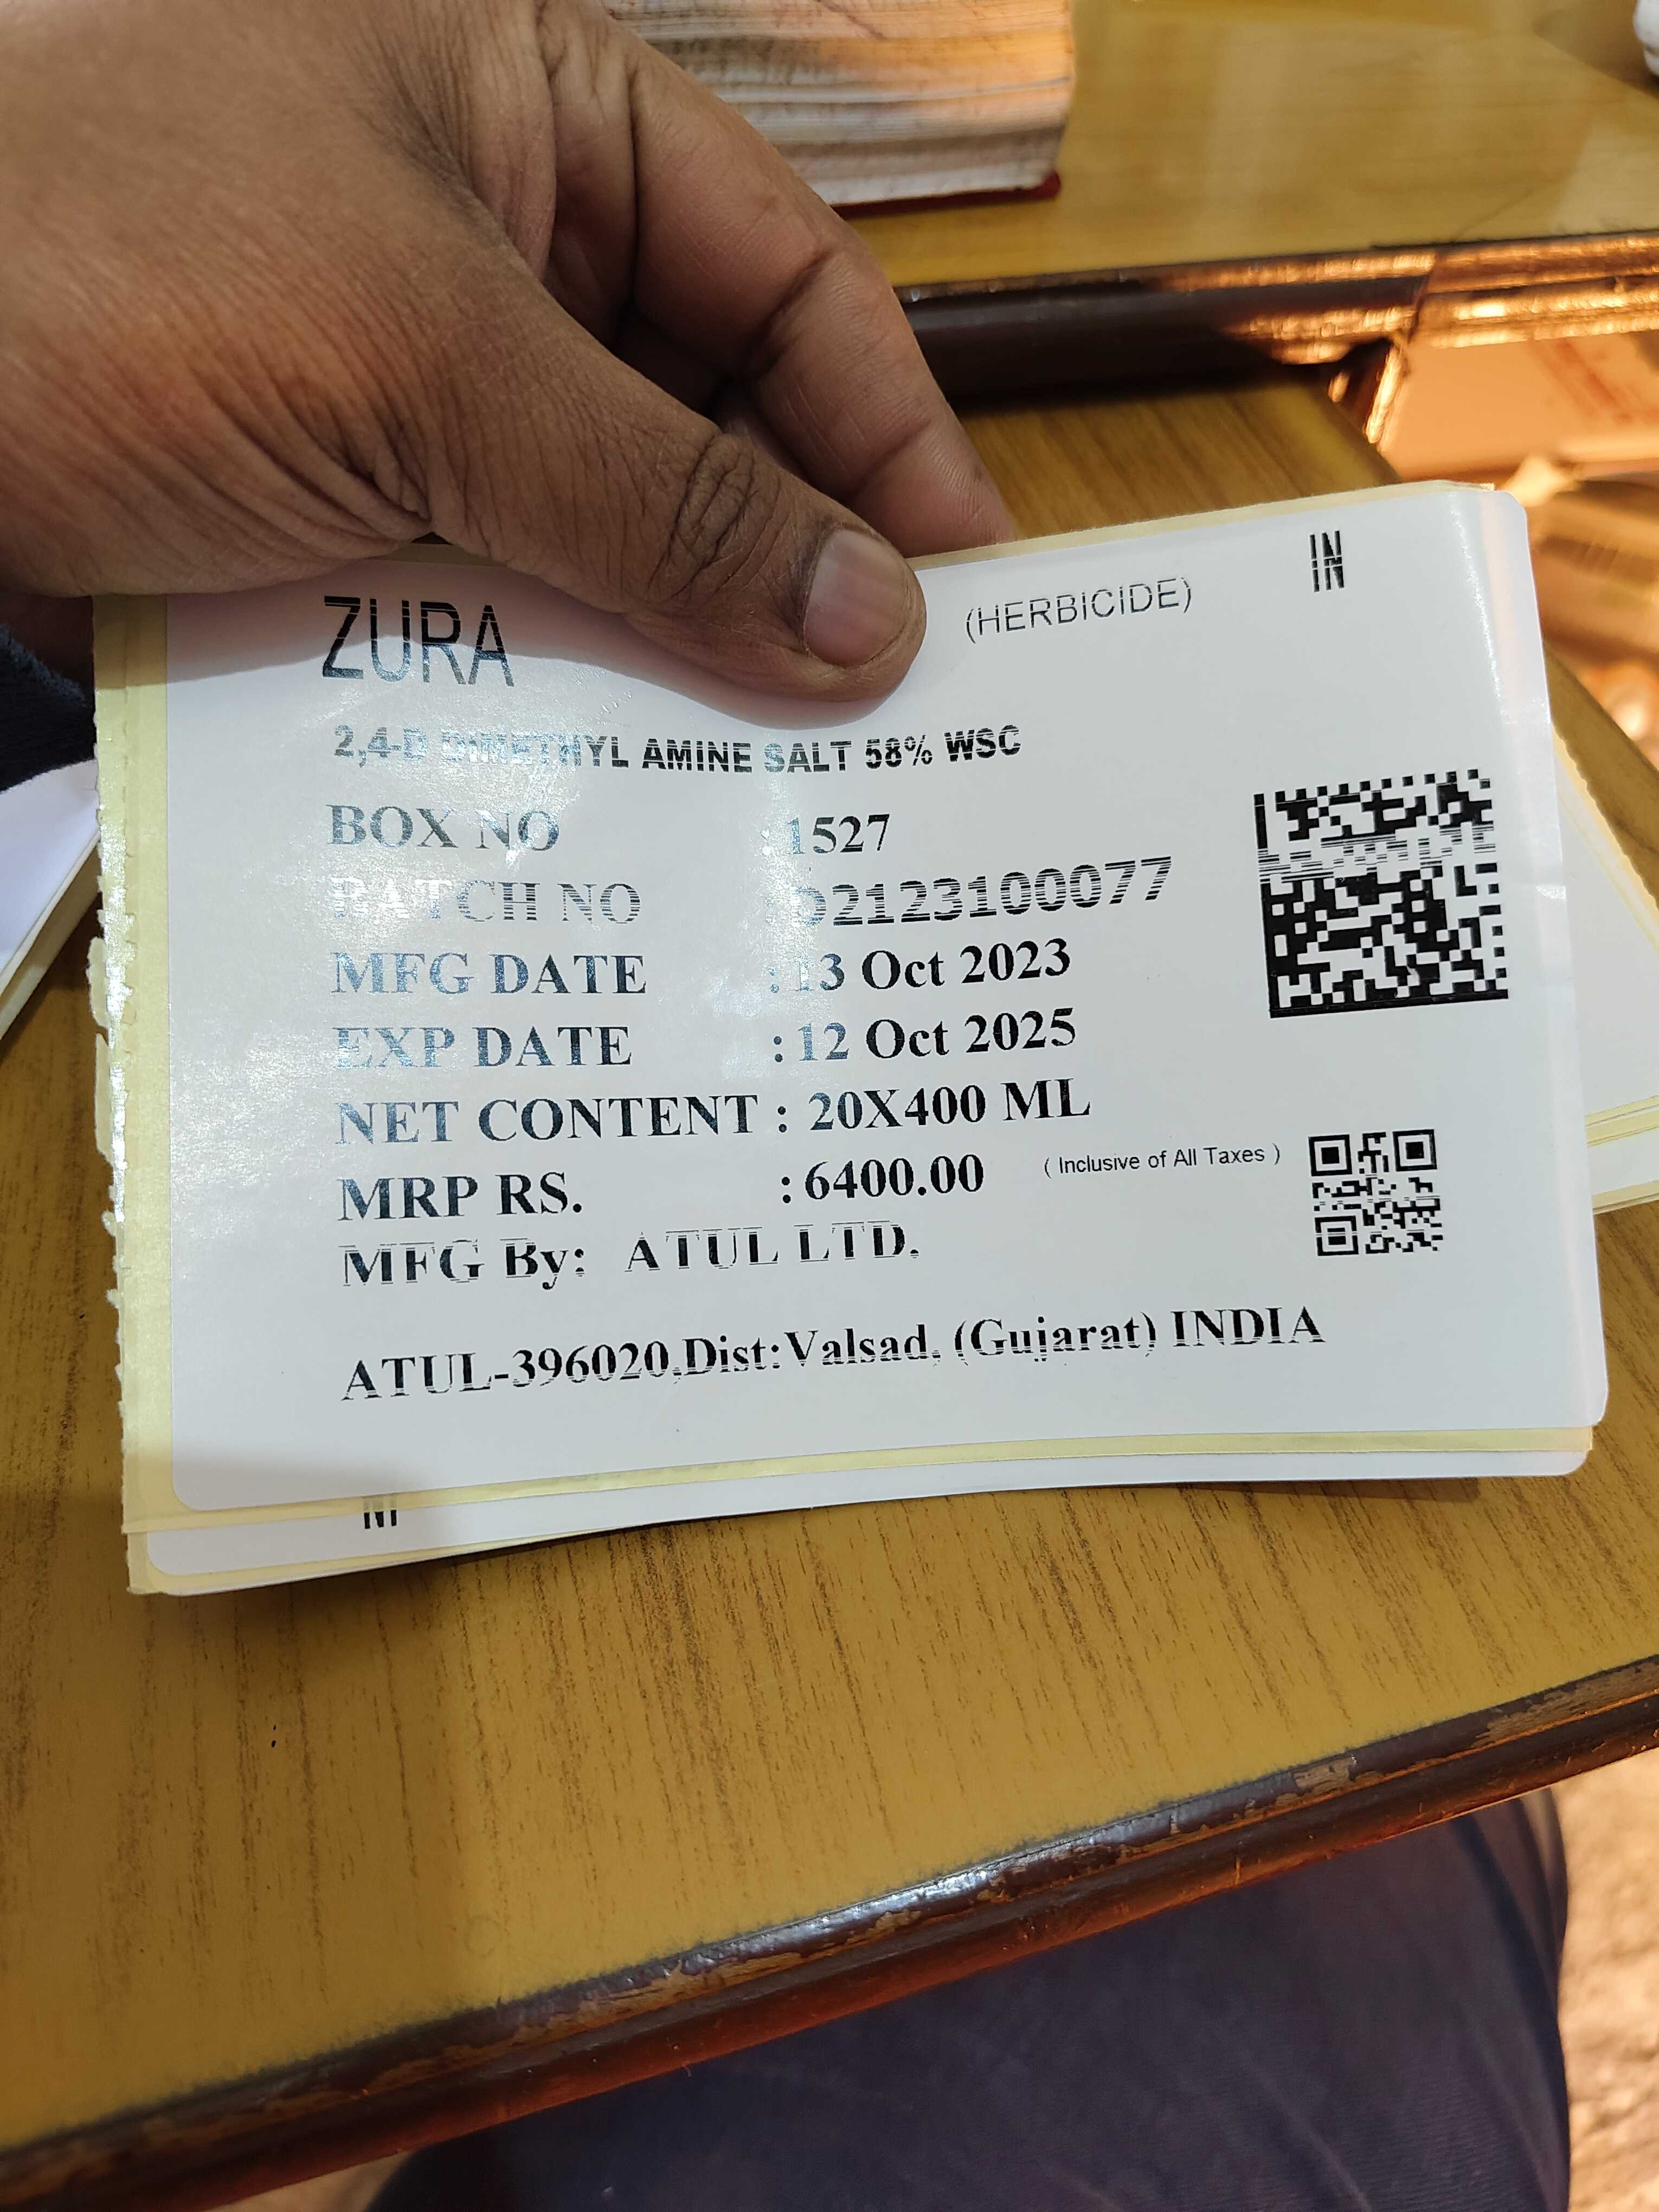 ZURA (HERBICIDE) IN
2,4-D DIMETHYL AMINE SALT 58% WSC
BOX NO : 1527
BATCH NO : D2123100077
MFG DATE : 13 Oct 2023
EXP DATE : 12 Oct 2025
NET CONTENT : 20X400 ML
MRP RS. : 6400.00 ( Inclusive of All Taxes )
MFG By: ATUL LTD.
ATUL-396020,Dist:Valsad, (Gujarat) INDIA
IN